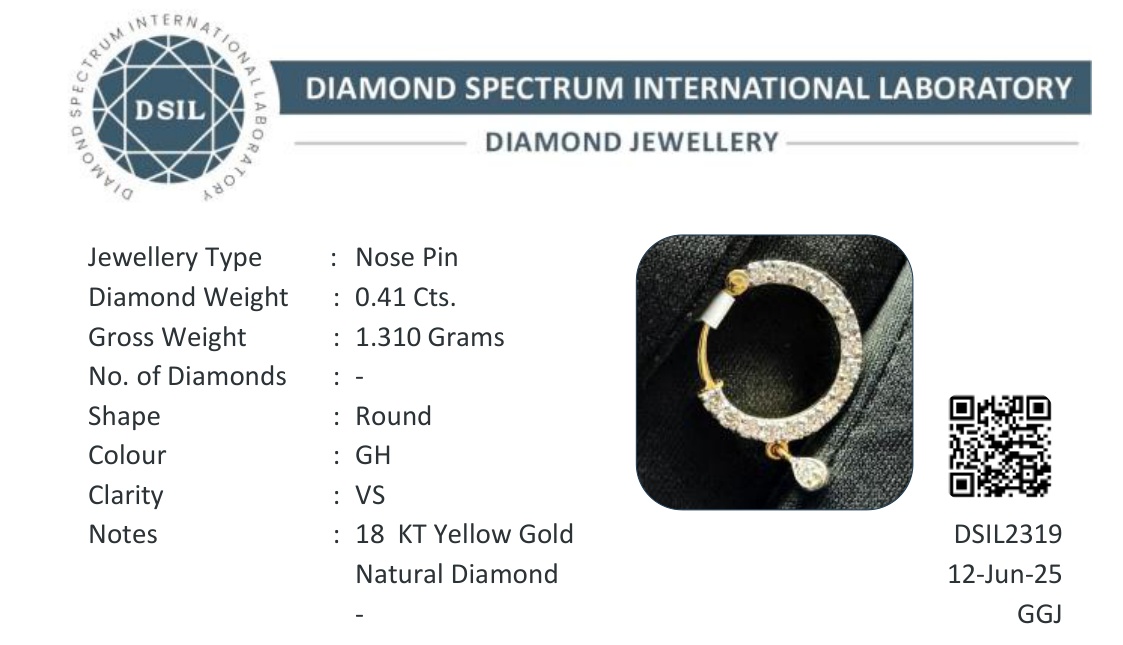 DIAMOND SPECTRUM INTERNATIONAL LABORATORY
DSIL
DIAMOND SPECTRUM INTERNATIONAL LABORATORY
DIAMOND JEWELLERY
Jewellery Type : Nose Pin
Diamond Weight : 0.41 Cts.
Gross Weight : 1.310 Grams
No. of Diamonds : -
Shape : Round
Colour : GH
Clarity : VS
Notes : 18 KT Yellow Gold
Natural Diamond
-
DSIL2319
12-Jun-25
GGJ